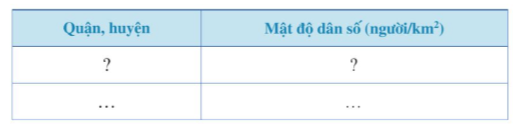 Quận, huyện Mật độ dân số (người/km²)
? ?
... ...